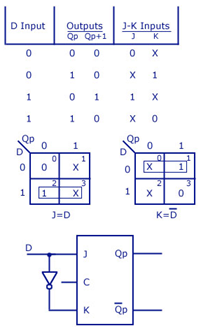 D Input Outputs J-K Inputs
Qp Qp+1 J K
0 0 0 0 X
0 1 0 X 1
1 0 1 1 X
1 1 1 X 0
Qp Qp
D 0 1 D 0 1
0 0 0 X 1 0 X 0 1 1
1 1 2 X 3 1 X 2 0 3
J=D K=D̅
D J Qp
C
K Q̅p